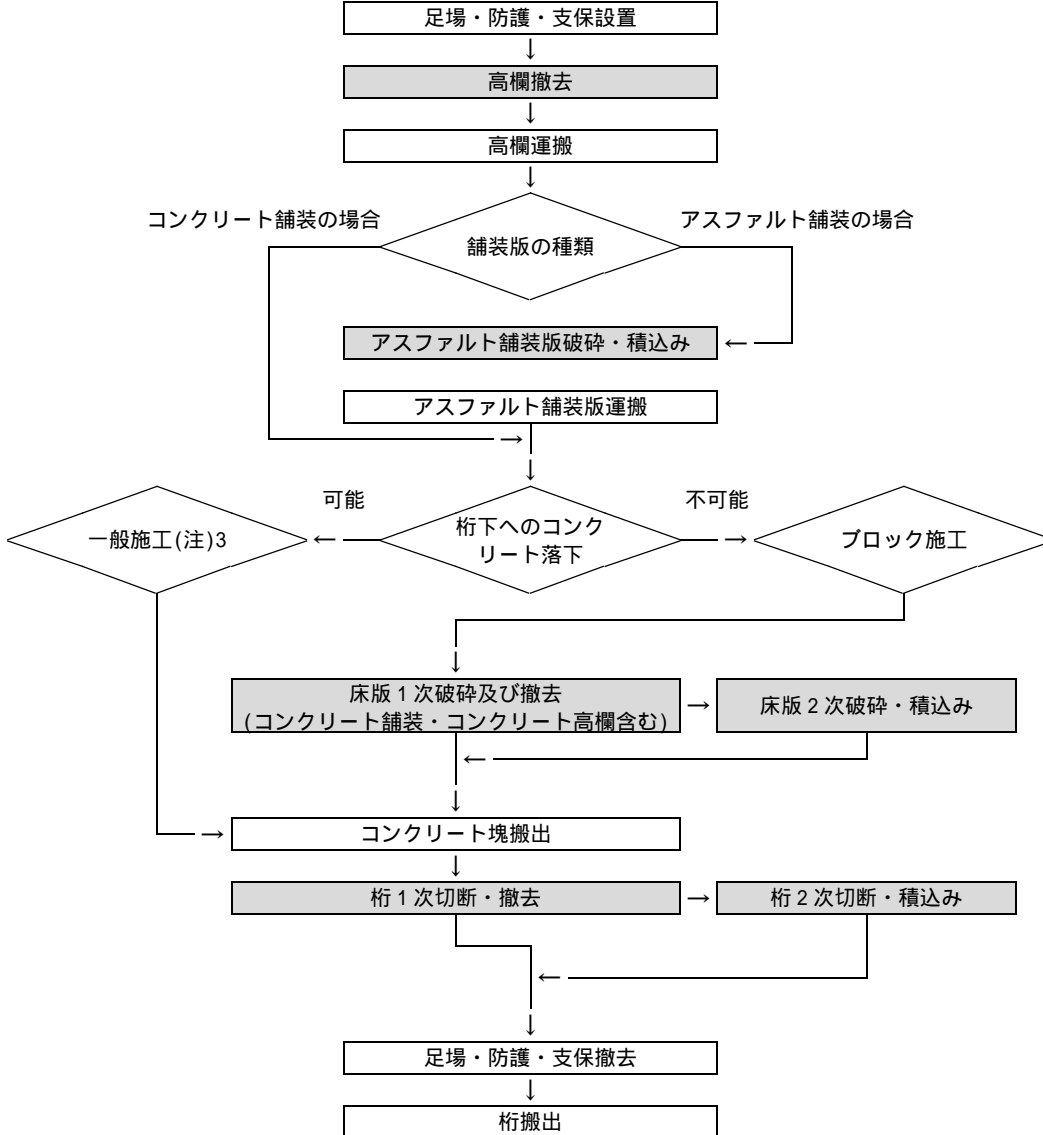 足場・防護・支保設置
↓
高欄撤去
↓
高欄運搬
↓
コンクリート舗装の場合
アスファルト舗装の場合
舗装版の種類
アスファルト舗装版破砕・積込み
←
アスファルト舗装版運搬
→
↓
可能
不可能
一般施工(注)3
←
桁下へのコンク
リート落下
→
ブロック施工
↓
床版1次破砕及び撤去
(コンクリート舗装・コンクリート高欄含む)
→
床版2次破砕・積込み
←
↓
→
コンクリート塊搬出
↓
桁1次切断・撤去
→
桁2次切断・積込み
←
↓
足場・防護・支保撤去
↓
桁搬出